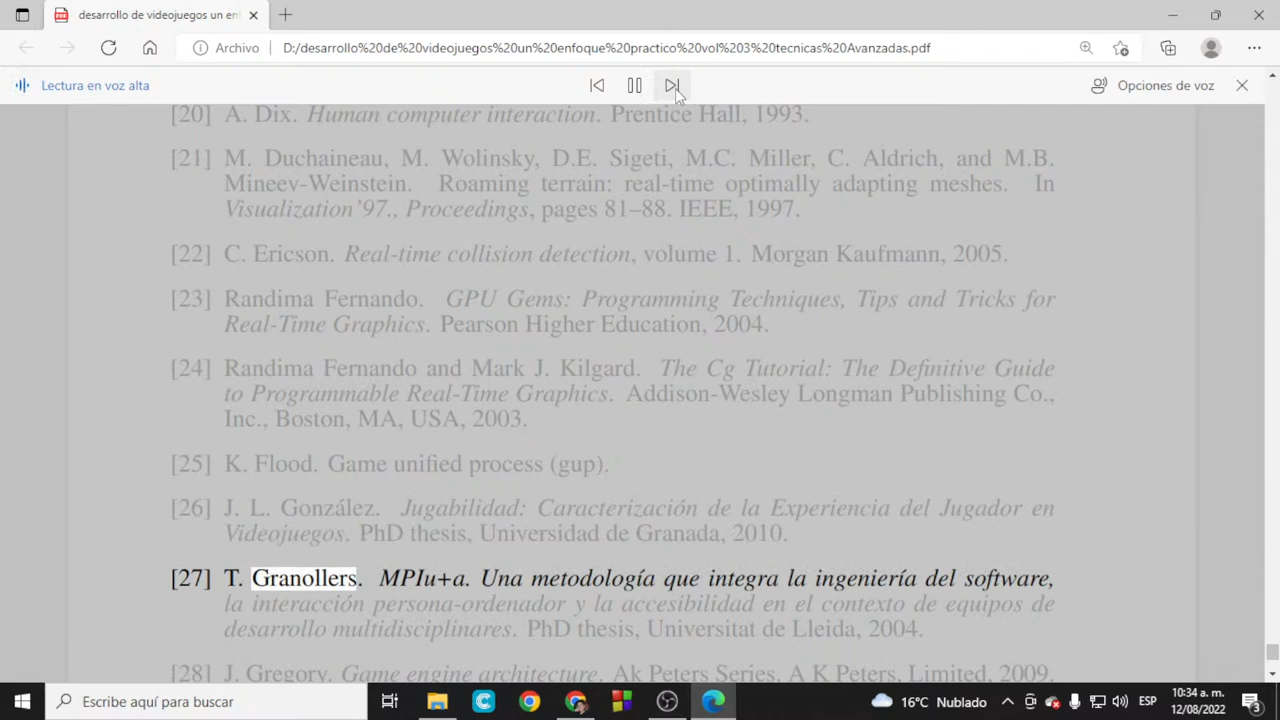 desarrollo de videojuegos un en
Archivo
D:/desarrollo%20de%20videojuegos%20un%20enfoque%20practico%20vol%203%20tecnicas%20Avanzadas.pdf
Lectura en voz alta
Opciones de voz
[20] A. Dix. Human computer interaction. Prentice Hall, 1993.
[21] M. Duchaineau, M. Wolinsky, D.E. Sigeti, M.C. Miller, C. Aldrich, and M.B.
Mineev-Weinstein. Roaming terrain: real-time optimally adapting meshes. In
Visualization'97., Proceedings, pages 81–88. IEEE, 1997.
[22] C. Ericson. Real-time collision detection, volume 1. Morgan Kaufmann, 2005.
[23] Randima Fernando. GPU Gems: Programming Techniques, Tips and Tricks for
Real-Time Graphics. Pearson Higher Education, 2004.
[24] Randima Fernando and Mark J. Kilgard. The Cg Tutorial: The Definitive Guide
to Programmable Real-Time Graphics. Addison-Wesley Longman Publishing Co.,
Inc., Boston, MA, USA, 2003.
[25] K. Flood. Game unified process (gup).
[26] J. L. González. Jugabilidad: Caracterización de la Experiencia del Jugador en
Videojuegos. PhD thesis, Universidad de Granada, 2010.
[27] T. Granollers. MPIu+a. Una metodología que integra la ingeniería del software,
la interacción persona-ordenador y la accesibilidad en el contexto de equipos de
desarrollo multidisciplinares. PhD thesis, Universitat de Lleida, 2004.
[28] J. Gregory. Game engine architecture. Ak Peters Series. A K Peters, Limited, 2009.
Escribe aquí para buscar
16°C Nublado
ESP
10:34 a. m.
12/08/2022
3